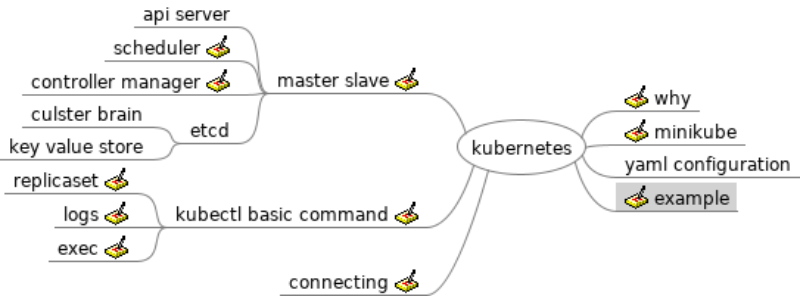 api server
scheduler
controller manager
master slave
culster brain
key value store
etcd
replicaset
logs
exec
kubectl basic command
connecting
kubernetes
why
minikube
yaml configuration
example